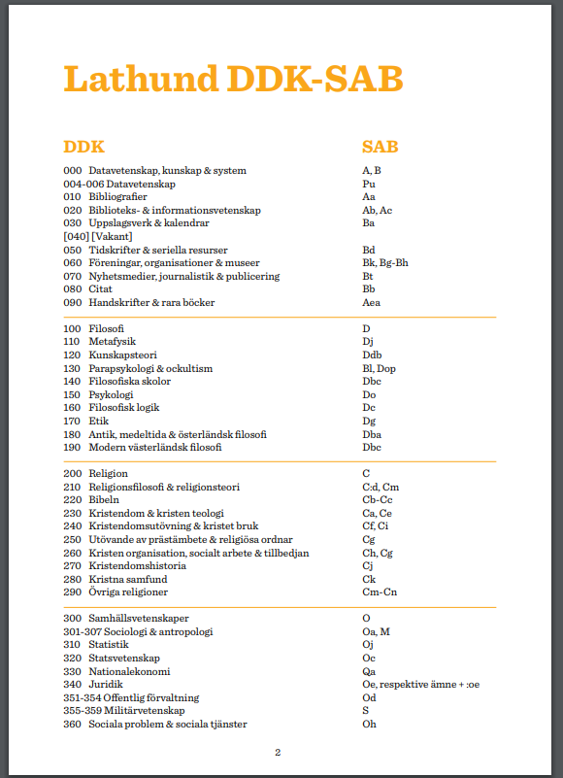 Lathund DDK-SAB
DDK SAB
000 Datavetenskap, kunskap & system A, B
004-006 Datavetenskap Pu
010 Bibliografier Aa
020 Biblioteks- & informationsvetenskap Ab, Ac
030 Uppslagsverk & kalendrar Ba
[040] [Vakant]
050 Tidskrifter & seriella resurser Bd
060 Föreningar, organisationer & museer Bk, Bg-Bh
070 Nyhetsmedier, journalistik & publicering Bt
080 Citat Bb
090 Handskrifter & rara böcker Aea
100 Filosofi D
110 Metafysik Dj
120 Kunskapsteori Ddb
130 Parapsykologi & ockultism Bl, Dop
140 Filosofiska skolor Dbc
150 Psykologi Do
160 Filosofisk logik Dc
170 Etik Dg
180 Antik, medeltida & österländsk filosofi Dba
190 Modern västerländsk filosofi Dbc
200 Religion C
210 Religionsfilosofi & religionsteori C:d, Cm
220 Bibeln Cb-Cc
230 Kristendom & kristen teologi Ca, Ce
240 Kristendomsutövning & kristet bruk Cf, Ci
250 Utövande av prästämbete & religiösa ordnar Cg
260 Kristen organisation, socialt arbete & tillbedjan Ch, Cg
270 Kristendomshistoria Cj
280 Kristna samfund Ck
290 Övriga religioner Cm-Cn
300 Samhällsvetenskaper O
301-307 Sociologi & antropologi Oa, M
310 Statistik Oj
320 Statsvetenskap Oc
330 Nationalekonomi Qa
340 Juridik Oe, respektive ämne + :oe
351-354 Offentlig förvaltning Od
355-359 Militärvetenskap S
360 Sociala problem & sociala tjänster Oh
2